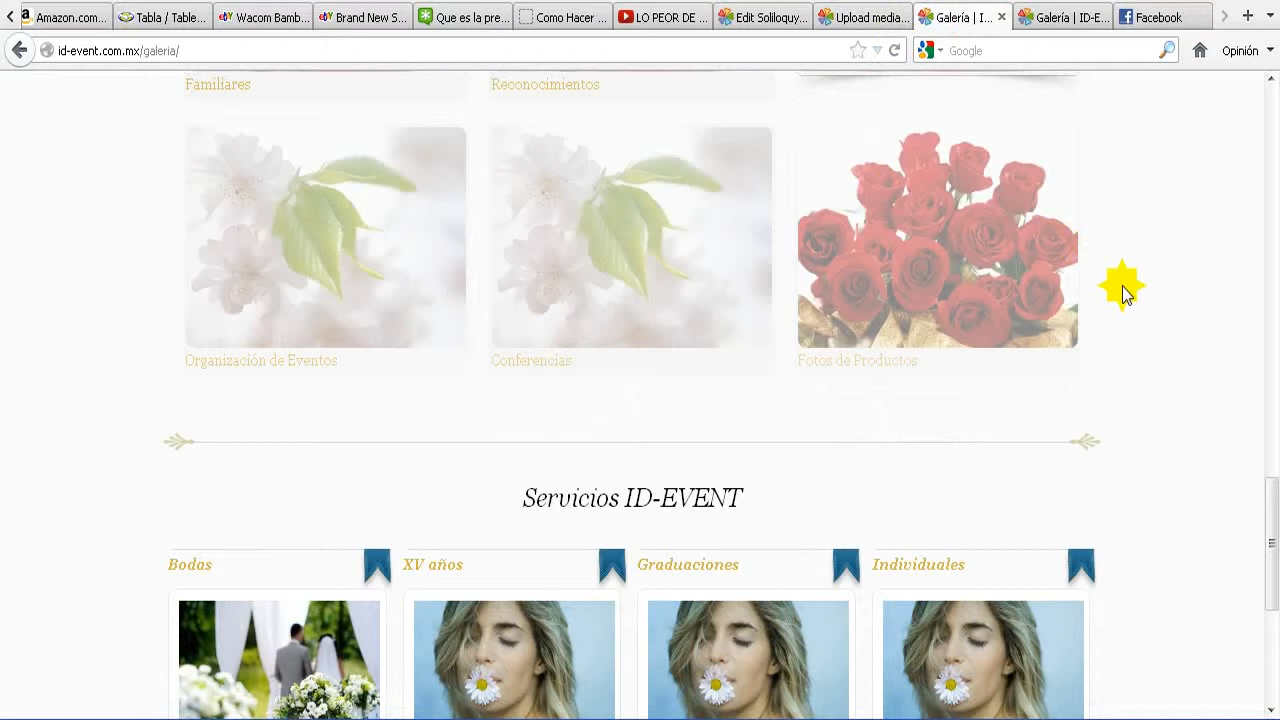 Amazon.com...
Tablet / Table...
Wacom Bamb...
Brand New S...
Que es la pre...
Como Hacer ...
LO PEOR DE ...
Edit Soliloquy...
Upload media...
Galería | I...
Galería | ID-E...
Facebook
id-event.com.mx/galeria/
Google
Opinión
Familiares
Reconocimientos
Organización de Eventos
Conferencias
Fotos de Productos
Servicios ID-EVENT
Bodas
XV años
Graduaciones
Individuales